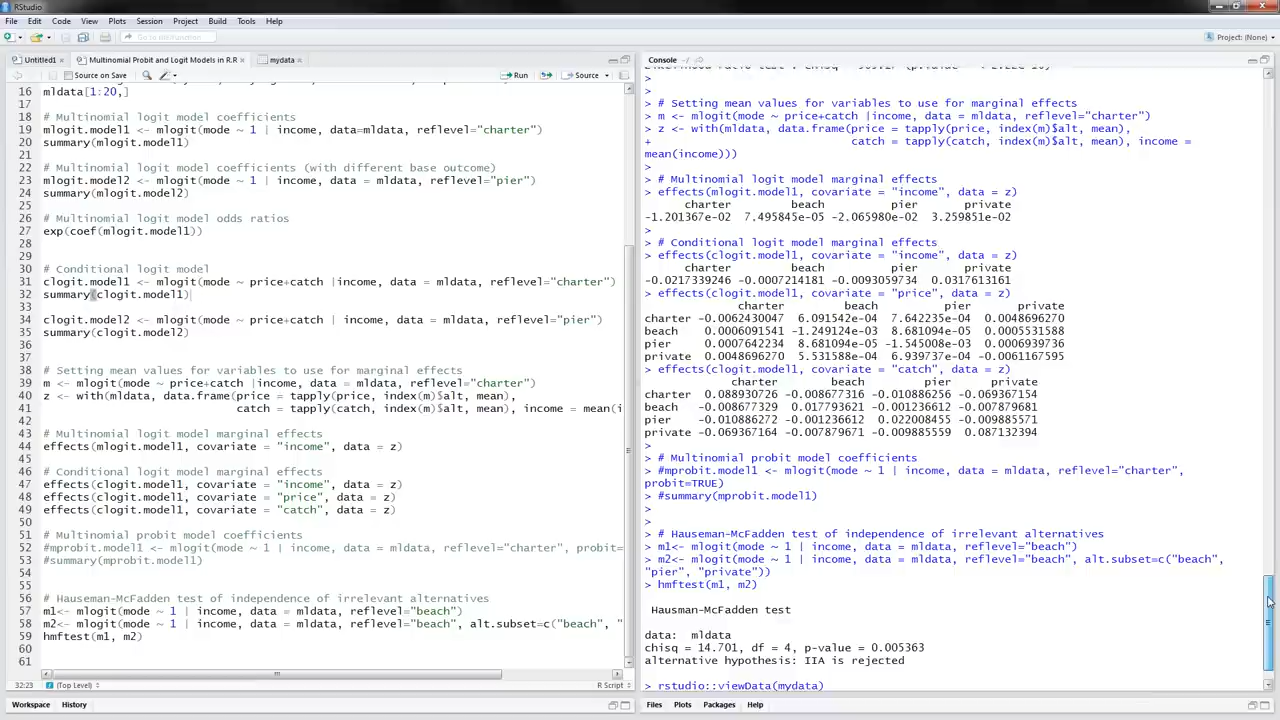 RStudio
File Edit Code View Plots Session Project Build Tools Help
Go to file/function
Project: (None)
Untitled1 Multinomial Probit and Logit Models in R.R mydata
Source on Save Run Source
16 mldata[1:20,]
17
18 # Multinomial logit model coefficients
19 mlogit.model1 <- mlogit(mode ~ 1 | income, data=mldata, reflevel="charter")
20 summary(mlogit.model1)
21
22 # Multinomial logit model coefficients (with different base outcome)
23 mlogit.model2 <- mlogit(mode ~ 1 | income, data = mldata, reflevel="pier")
24 summary(mlogit.model2)
25
26 # Multinomial logit model odds ratios
27 exp(coef(mlogit.model1))
28
29
30 # Conditional logit model
31 clogit.model1 <- mlogit(mode ~ price+catch |income, data = mldata, reflevel="charter")
32 summary(clogit.model1)
33
34 clogit.model2 <- mlogit(mode ~ price+catch | income, data = mldata, reflevel="pier")
35 summary(clogit.model2)
36
37
38 # Setting mean values for variables to use for marginal effects
39 m <- mlogit(mode ~ price+catch |income, data = mldata, reflevel="charter")
40 z <- with(mldata, data.frame(price = tapply(price, index(m)$alt, mean),
41 catch = tapply(catch, index(m)$alt, mean), income = mean(i
42
43 # Multinomial logit model marginal effects
44 effects(mlogit.model1, covariate = "income", data = z)
45
46 # Conditional logit model marginal effects
47 effects(clogit.model1, covariate = "income", data = z)
48 effects(clogit.model1, covariate = "price", data = z)
49 effects(clogit.model1, covariate = "catch", data = z)
50
51 # Multinomial probit model coefficients
52 #mprobit.model1 <- mlogit(mode ~ 1 | income, data = mldata, reflevel="charter", probit=
53 #summary(mprobit.model1)
54
55
56 # Hauseman-McFadden test of independence of irrelevant alternatives
57 m1<- mlogit(mode ~ 1 | income, data = mldata, reflevel="beach")
58 m2<- mlogit(mode ~ 1 | income, data = mldata, reflevel="beach", alt.subset=c("beach", "
59 hmftest(m1, m2)
60
61
32:23 (Top Level) R Script
Workspace History
Console ~/
>
>
> # Setting mean values for variables to use for marginal effects
> m <- mlogit(mode ~ price+catch |income, data = mldata, reflevel="charter")
> z <- with(mldata, data.frame(price = tapply(price, index(m)$alt, mean),
+ catch = tapply(catch, index(m)$alt, mean), income =
mean(income)))
>
> # Multinomial logit model marginal effects
> effects(mlogit.model1, covariate = "income", data = z)
charter beach pier private
-1.201367e-02 7.495845e-05 -2.065980e-02 3.259851e-02
>
> # Conditional logit model marginal effects
> effects(clogit.model1, covariate = "income", data = z)
charter beach pier private
-0.0217339246 -0.0007214181 -0.0093059734 0.0317613161
> effects(clogit.model1, covariate = "price", data = z)
charter beach pier private
charter -0.0062430047 6.091542e-04 7.642235e-04 0.0048696270
beach 0.0006091541 -1.249124e-03 8.681094e-05 0.0005531588
pier 0.0007642234 8.681094e-05 -1.545008e-03 0.0006939736
private 0.0048696270 5.531588e-04 6.939737e-04 -0.0061167595
> effects(clogit.model1, covariate = "catch", data = z)
charter beach pier private
charter 0.088930726 -0.008677316 -0.010886256 -0.069367154
beach -0.008677329 0.017793621 -0.001236612 -0.007879681
pier -0.010886272 -0.001236612 0.022008455 -0.009885571
private -0.069367164 -0.007879671 -0.009885559 0.087132394
>
> # Multinomial probit model coefficients
> #mprobit.model1 <- mlogit(mode ~ 1 | income, data = mldata, reflevel="charter",
probit=TRUE)
> #summary(mprobit.model1)
>
>
> # Hauseman-McFadden test of independence of irrelevant alternatives
> m1<- mlogit(mode ~ 1 | income, data = mldata, reflevel="beach")
> m2<- mlogit(mode ~ 1 | income, data = mldata, reflevel="beach", alt.subset=c("beach",
"pier", "private"))
> hmftest(m1, m2)
Hausman-McFadden test
data: mldata
chisq = 14.701, df = 4, p-value = 0.005363
alternative hypothesis: IIA is rejected
> rstudio::viewData(mydata)
Files Plots Packages Help